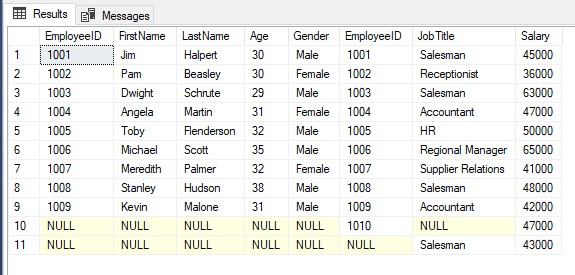 Results Messages
EmployeeID FirstName LastName Age Gender EmployeeID JobTitle Salary
1 1001 Jim Halpert 30 Male 1001 Salesman 45000
2 1002 Pam Beasley 30 Female 1002 Receptionist 36000
3 1003 Dwight Schrute 29 Male 1003 Salesman 63000
4 1004 Angela Martin 31 Female 1004 Accountant 47000
5 1005 Toby Flenderson 32 Male 1005 HR 50000
6 1006 Michael Scott 35 Male 1006 Regional Manager 65000
7 1007 Meredith Palmer 32 Female 1007 Supplier Relations 41000
8 1008 Stanley Hudson 38 Male 1008 Salesman 48000
9 1009 Kevin Malone 31 Male 1009 Accountant 42000
10 NULL NULL NULL NULL NULL 1010 NULL 47000
11 NULL NULL NULL NULL NULL NULL Salesman 43000